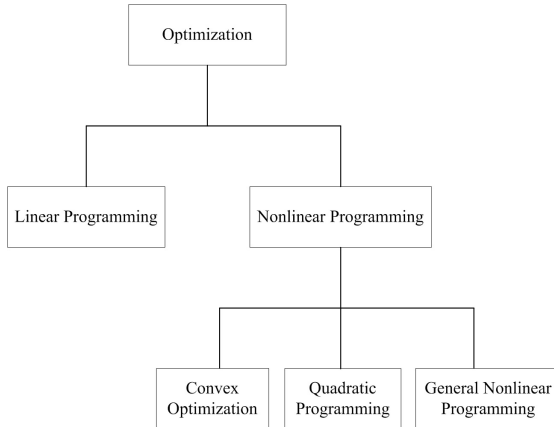 Optimization
Linear Programming
Nonlinear Programming
Convex
Optimization
Quadratic
Programming
General Nonlinear
Programming